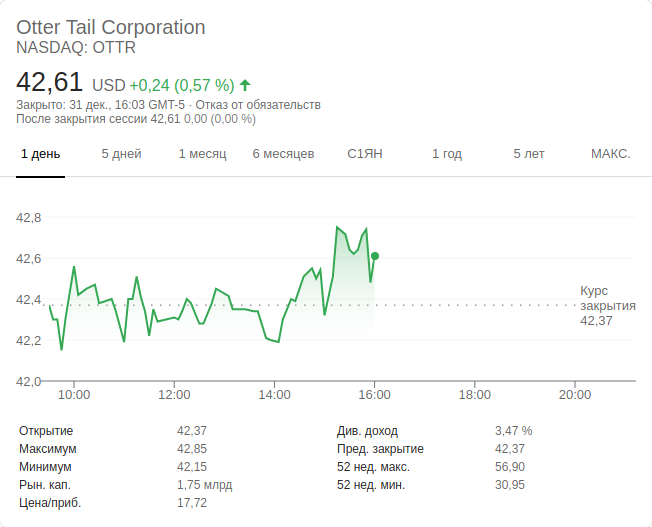 Otter Tail Corporation
NASDAQ: OTTR
42,61 USD +0,24 (0,57 %)
Закрыто: 31 дек., 16:03 GMT-5 · Отказ от обязательств
После закрытия сессии 42,61 0,00 (0,00 %)
1 день 5 дней 1 месяц 6 месяцев С1ЯН 1 год 5 лет МАКС.
42,8
42,6
42,4
42,2
42,0
Курс
закрытия
42,37
10:00 12:00 14:00 16:00 18:00 20:00
Открытие 42,37 Див. доход 3,47 %
Максимум 42,85 Пред. закрытие 42,37
Минимум 42,15 52 нед. макс. 56,90
Рын. кап. 1,75 млрд 52 нед. мин. 30,95
Цена/приб. 17,72